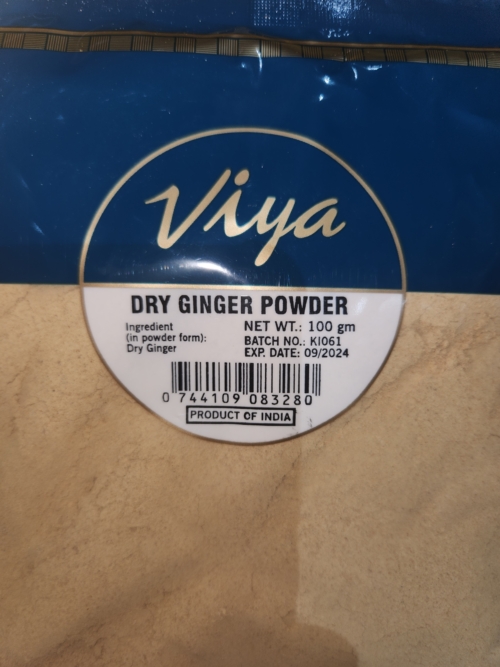 Viya
DRY GINGER POWDER
Ingredient
(in powder form):
Dry Ginger
NET WT.: 100 gm
BATCH NO.: KI061
EXP. DATE: 09/2024
0 744109 083280
PRODUCT OF INDIA